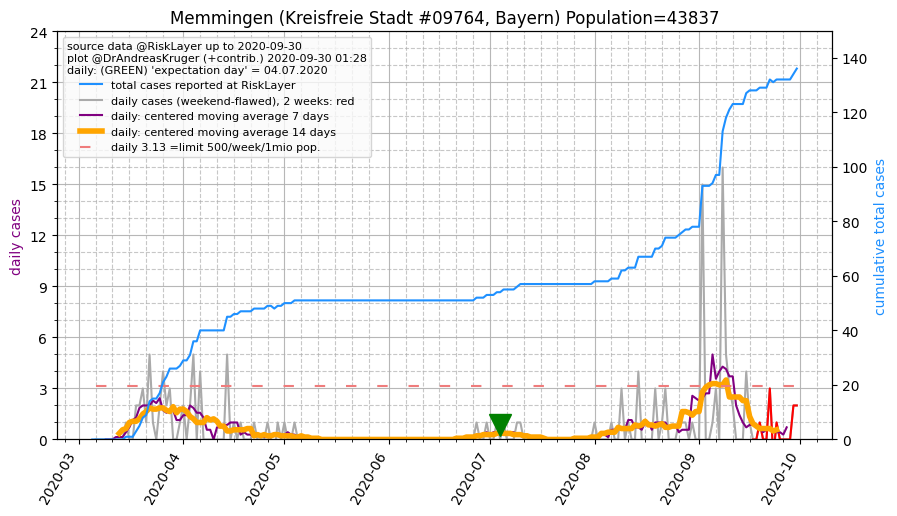 Memmingen (Kreisfreie Stadt #09764, Bayern) Population=43837
source data @RiskLayer up to 2020-09-30
plot @DrAndreasKruger (+contrib.) 2020-09-30 01:28
daily: (GREEN) 'expectation day' = 04.07.2020
total cases reported at RiskLayer
daily cases (weekend-flawed), 2 weeks: red
daily: centered moving average 7 days
daily: centered moving average 14 days
daily 3.13 =limit 500/week/1mio pop.
daily cases
24
21
18
15
12
9
6
3
0
140
120
100
80
60
40
20
0
cumulative total cases
2020-03
2020-04
2020-05
2020-06
2020-07
2020-08
2020-09
2020-10